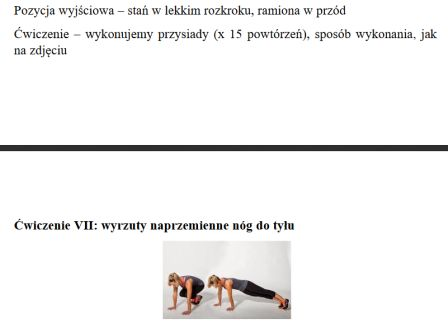 Pozycja wyjściowa – stań w lekkim rozkroku, ramiona w przód
Ćwiczenie – wykonujemy przysiady (x 15 powtórzeń), sposób wykonania, jak
na zdjęciu
Ćwiczenie VII: wyrzuty naprzemienne nóg do tyłu